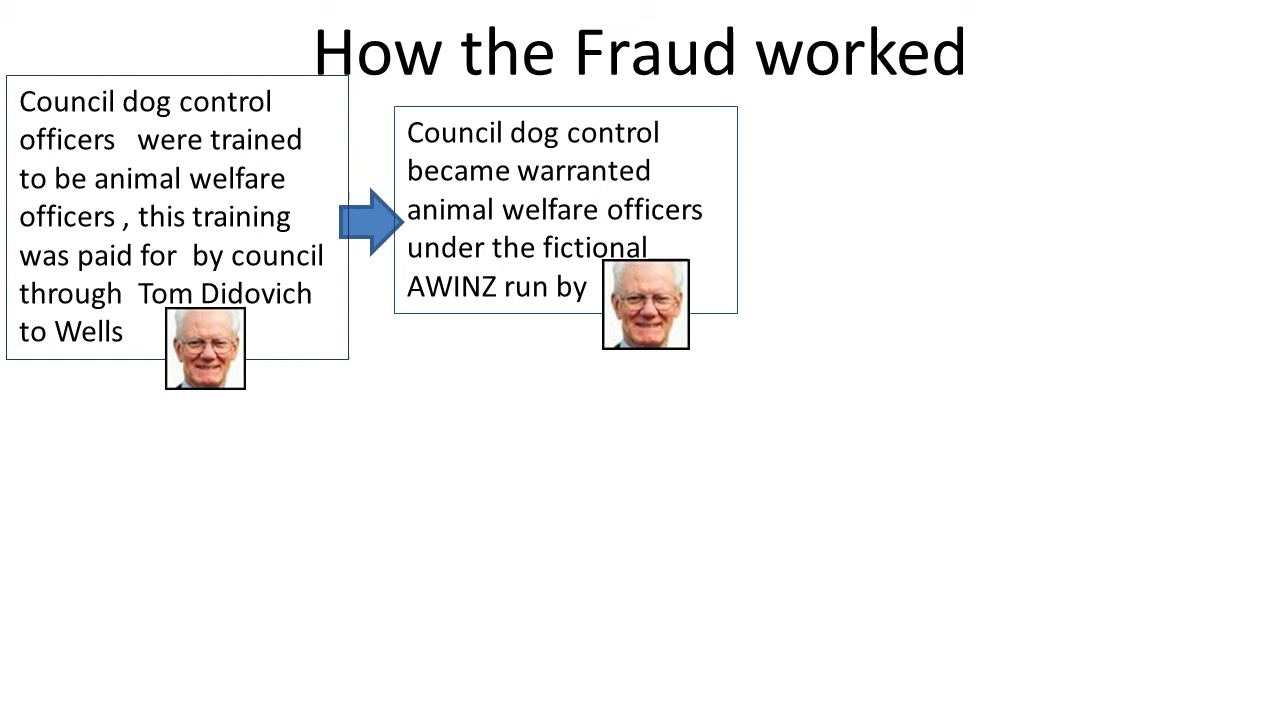 How the Fraud worked
Council dog control
officers   were trained
to be animal welfare
officers , this training
was paid for  by council
through  Tom Didovich
to Wells
Council dog control
became warranted
animal welfare officers
under the fictional
AWINZ run by